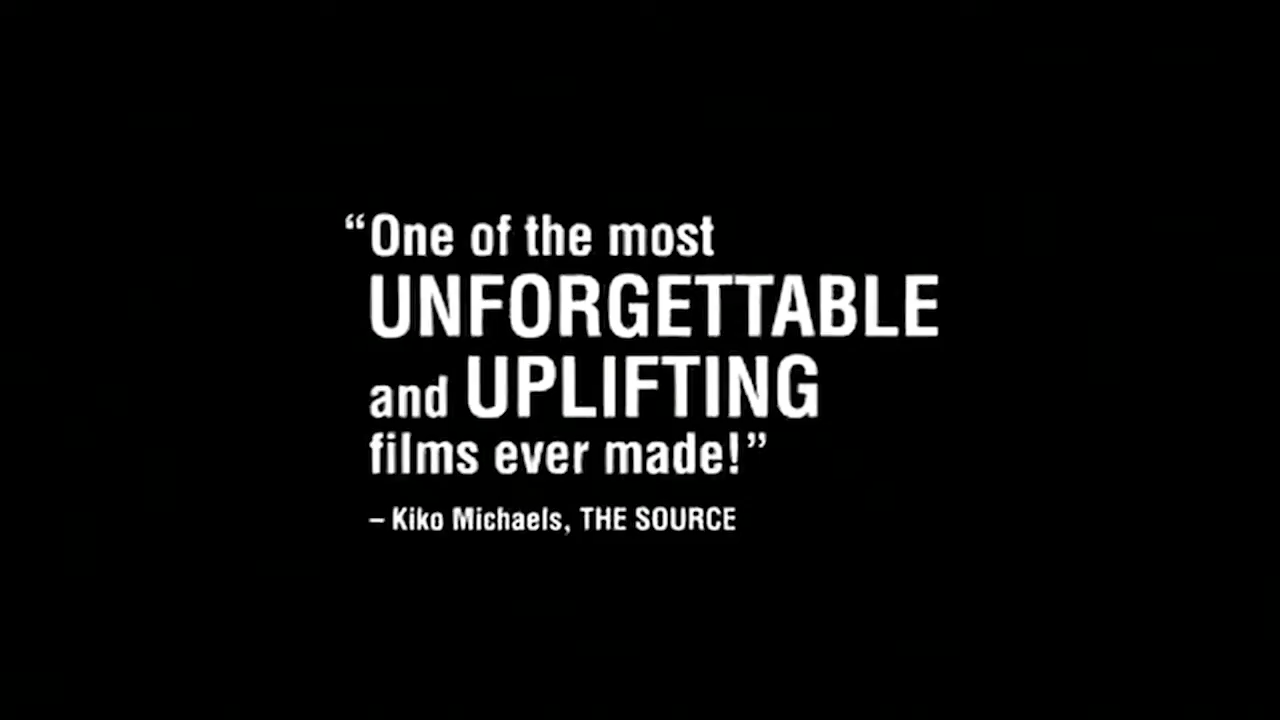 “One of the most
UNFORGETTABLE
and UPLIFTING
films ever made!”
– Kiko Michaels, THE SOURCE